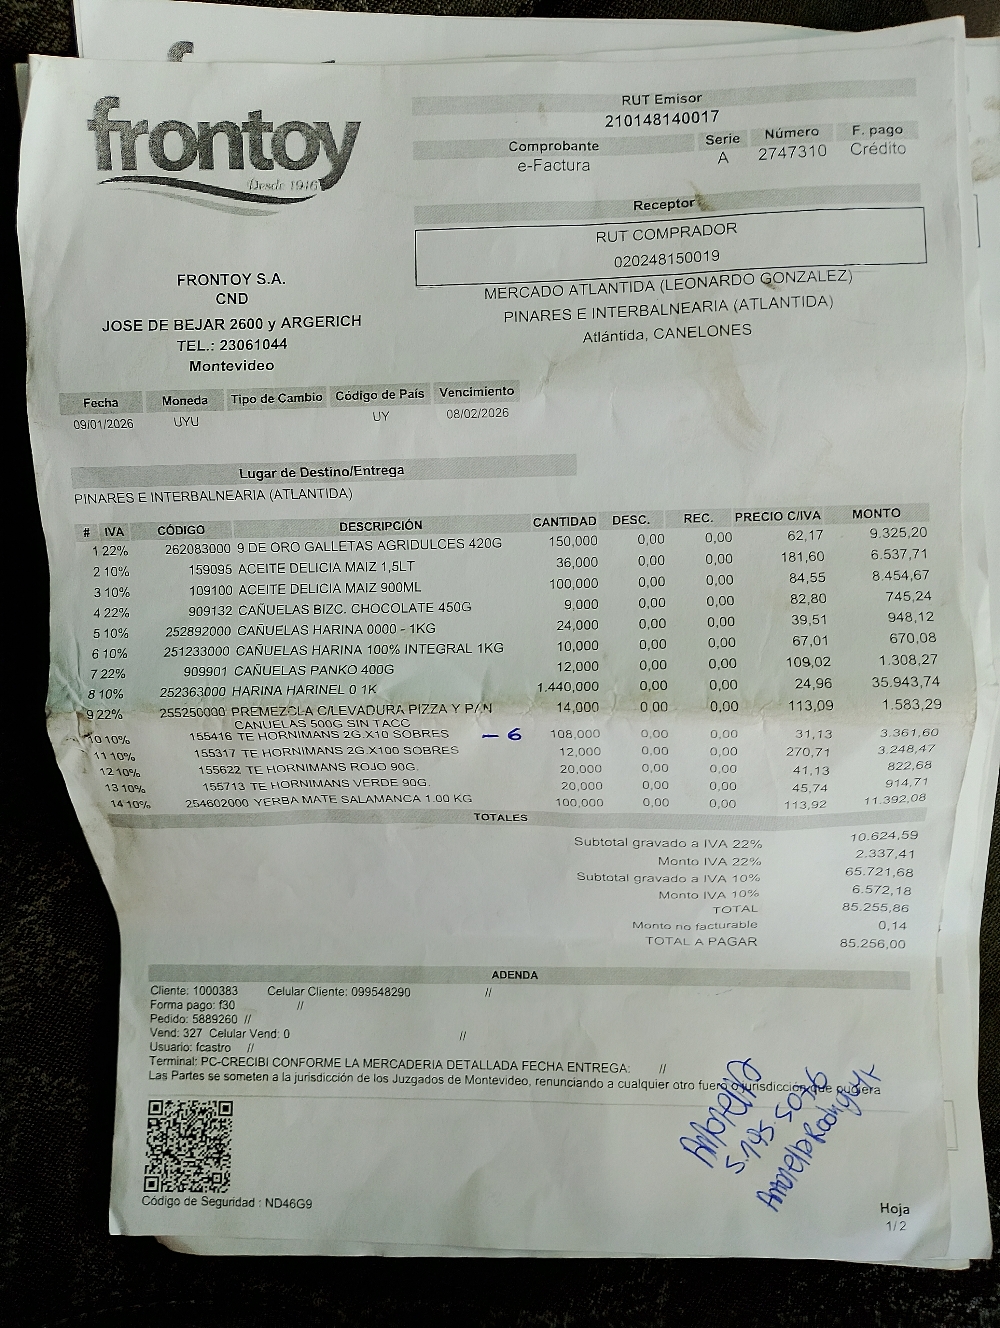 frontoy
Desde 1946
RUT Emisor
210148140017
Comprobante Serie Número F. pago
e-Factura A 2747310 Crédito
Receptor
RUT COMPRADOR
020248150019
MERCADO ATLANTIDA (LEONARDO GONZALEZ)
PINARES E INTERBALNEARIA (ATLANTIDA)
Atlántida, CANELONES
FRONTOY S.A.
CND
JOSE DE BEJAR 2600 y ARGERICH
TEL.: 23061044
Montevideo
Fecha Moneda Tipo de Cambio Código de País Vencimiento
09/01/2026 UYU UY 08/02/2026
Lugar de Destino/Entrega
PINARES E INTERBALNEARIA (ATLANTIDA)
# IVA CÓDIGO DESCRIPCIÓN CANTIDAD DESC. REC. PRECIO C/IVA MONTO
1 22% 262083000 9 DE ORO GALLETAS AGRIDULCES 420G 150,000 0,00 0,00 62,17 9.325,20
2 10% 159095 ACEITE DELICIA MAIZ 1,5LT 36,000 0,00 0,00 181,60 6.537,71
3 10% 109100 ACEITE DELICIA MAIZ 900ML 100,000 0,00 0,00 84,55 8.454,67
4 22% 909132 CAÑUELAS BIZC. CHOCOLATE 450G 9,000 0,00 0,00 82,80 745,24
5 10% 252892000 CAÑUELAS HARINA 0000 - 1KG 24,000 0,00 0,00 39,51 948,12
6 10% 251233000 CAÑUELAS HARINA 100% INTEGRAL 1KG 10,000 0,00 0,00 67,01 670,08
7 22% 909901 CAÑUELAS PANKO 400G 12,000 0,00 0,00 109,02 1.308,27
8 10% 252363000 HARINA HARINEL 0 1K 1.440,000 0,00 0,00 24,96 35.943,74
9 22% 255250000 PREMEZCLA C/LEVADURA PIZZA Y PAN 14,000 0,00 0,00 113,09 1.583,29
CAÑUELAS 500G SIN TACC
10 10% 155416 TE HORNIMANS 2G.X10 SOBRES - 6 108,000 0,00 0,00 31,13 3.361,60
11 10% 155317 TE HORNIMANS 2G.X100 SOBRES 12,000 0,00 0,00 270,71 3.248,47
12 10% 155622 TE HORNIMANS ROJO 90G. 20,000 0,00 0,00 41,13 822,68
13 10% 155713 TE HORNIMANS VERDE 90G. 20,000 0,00 0,00 45,74 914,71
14 10% 254602000 YERBA MATE SALAMANCA 1.00 KG 100,000 0,00 0,00 113,92 11.392,08
TOTALES
Subtotal gravado a IVA 22% 10.624,59
Monto IVA 22% 2.337,41
Subtotal gravado a IVA 10% 65.721,68
Monto IVA 10% 6.572,18
TOTAL 85.255,86
Monto no facturable 0,14
TOTAL A PAGAR 85.256,00
ADENDA
Cliente: 1000383 Celular Cliente: 099548290 //
Forma pago: f30 //
Pedido: 5889260 //
Vend: 327 Celular Vend: 0 //
Usuario: fcastro //
Terminal: PC-CRECIBI CONFORME LA MERCADERIA DETALLADA FECHA ENTREGA: //
Las Partes se someten a la jurisdicción de los Juzgados de Montevideo, renunciando a cualquier otro fuero o jurisdicción que pudiera
Código de Seguridad : ND46G9
Hoja
1/2